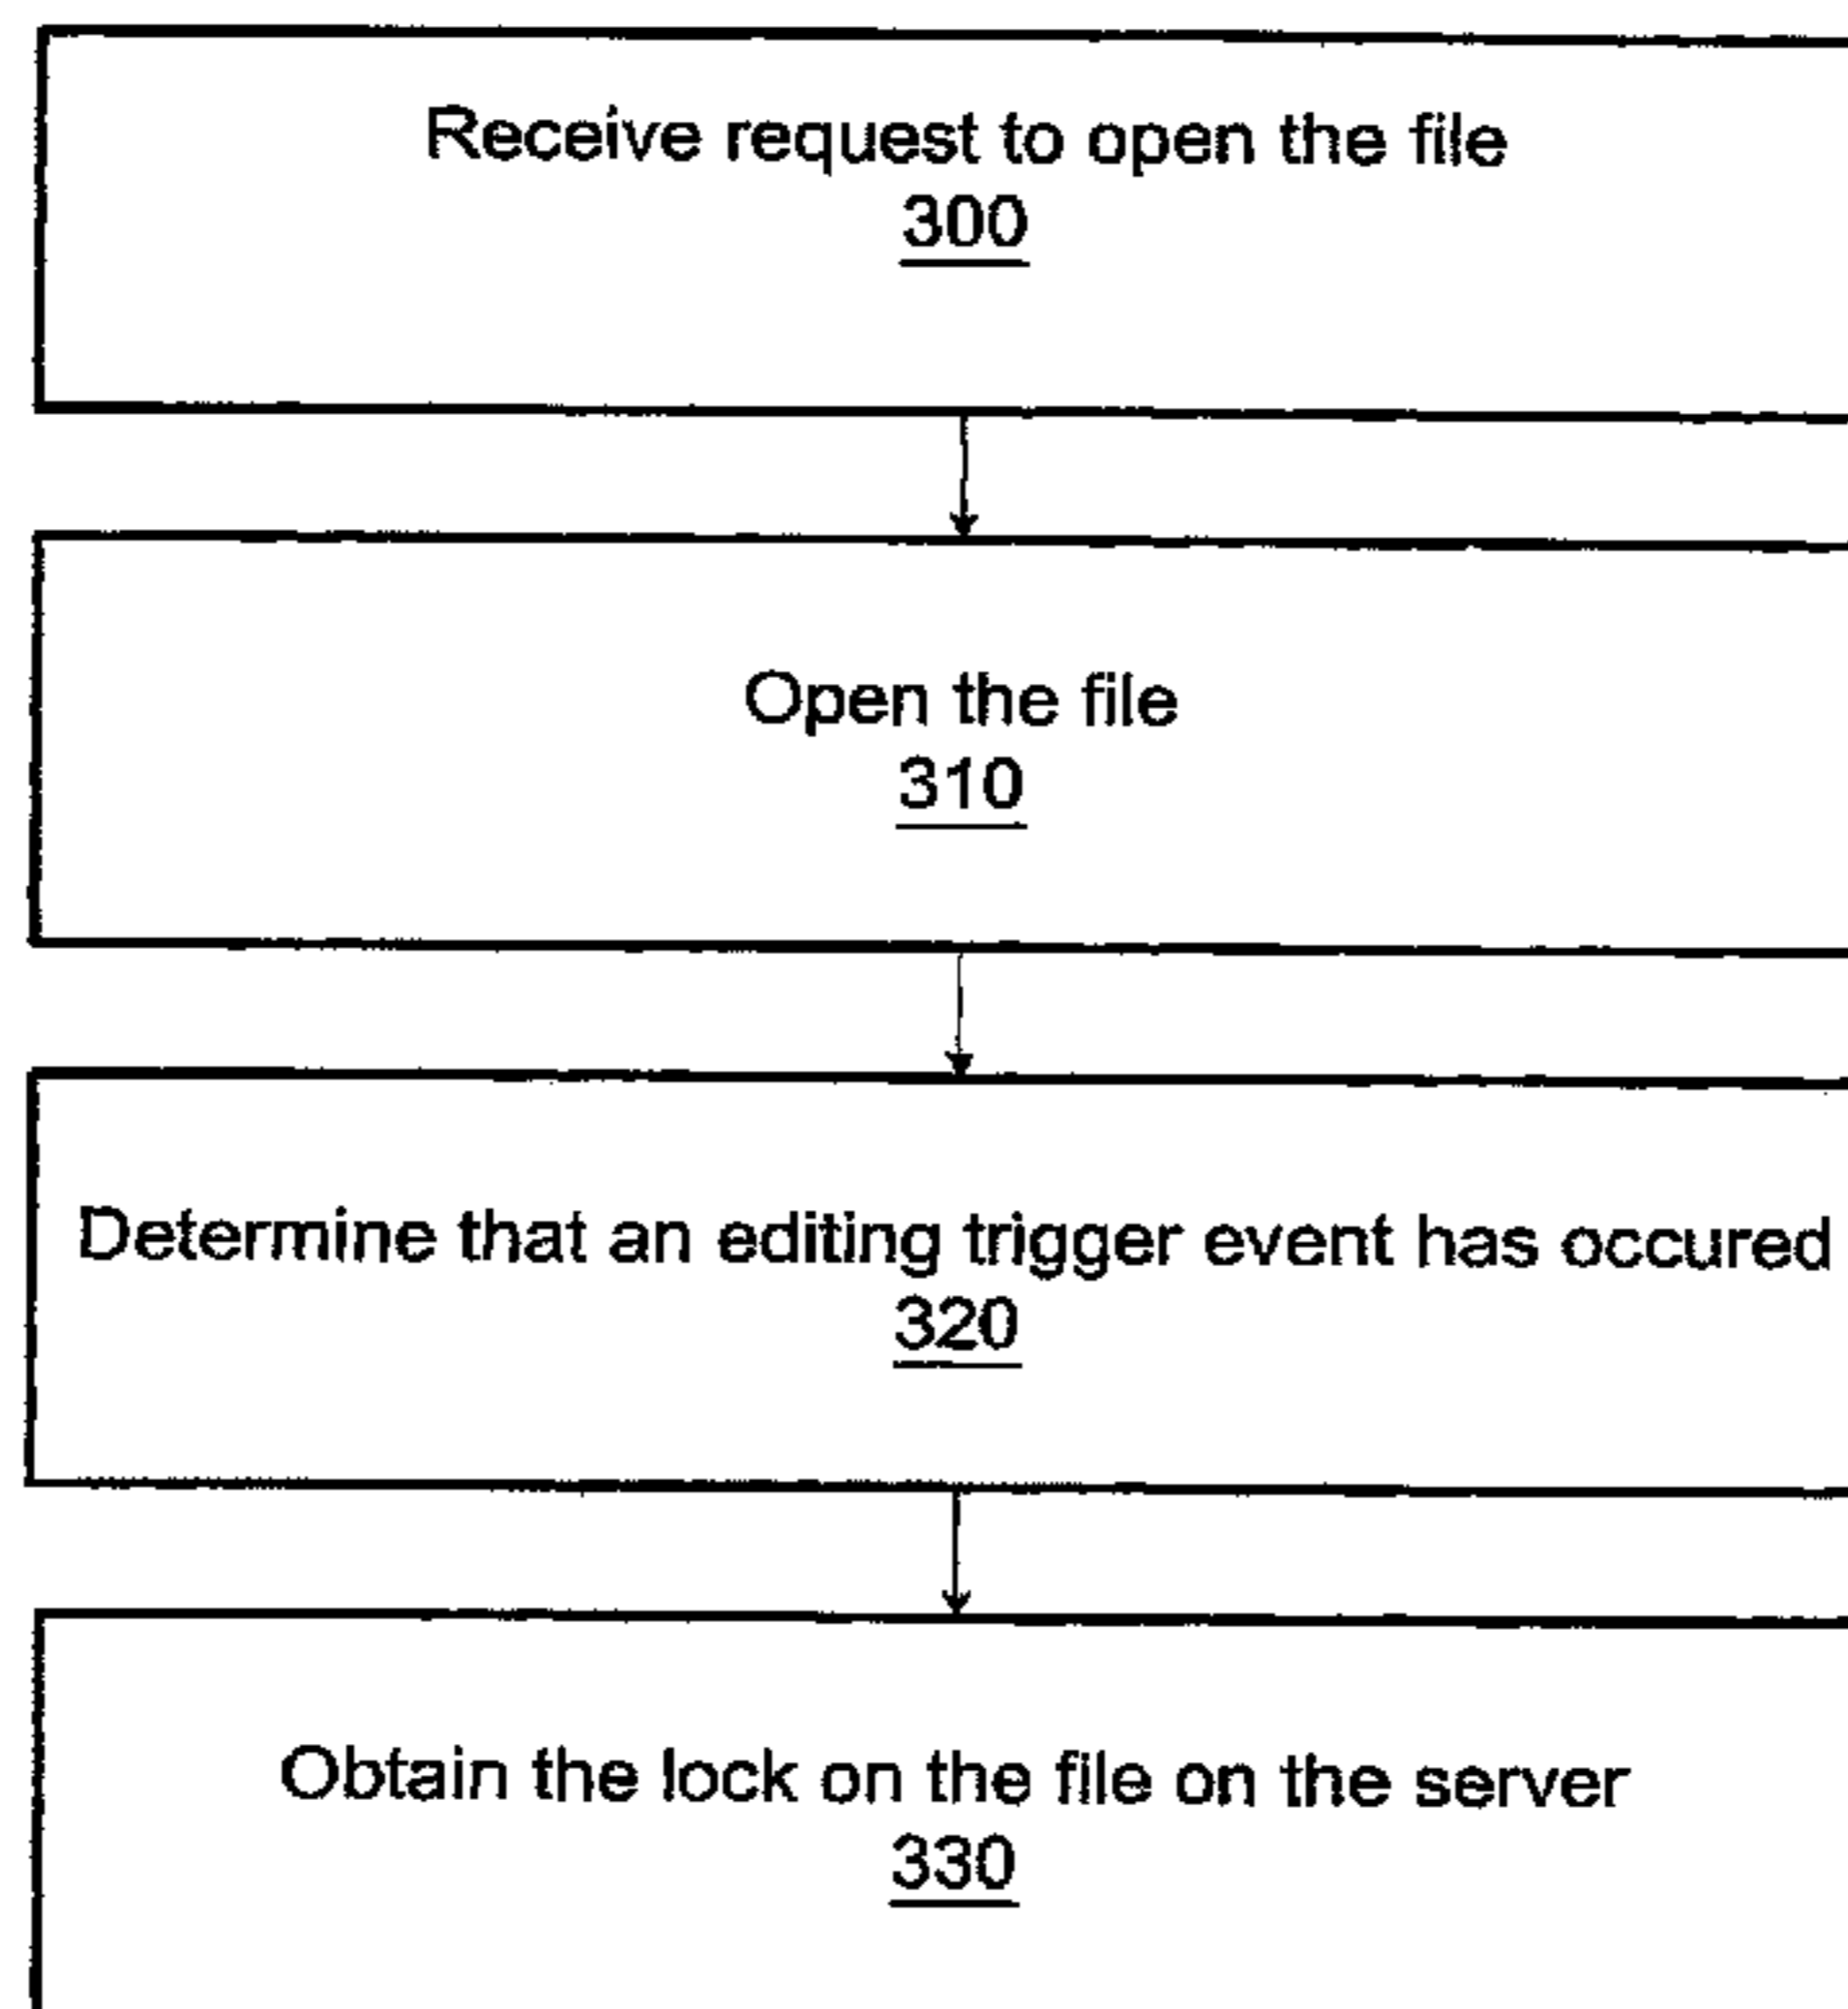 Receive request to open the file
300
Open the file
310
Determine that an editing trigger event has occured
320
Obtain the lock on the file on the server
330